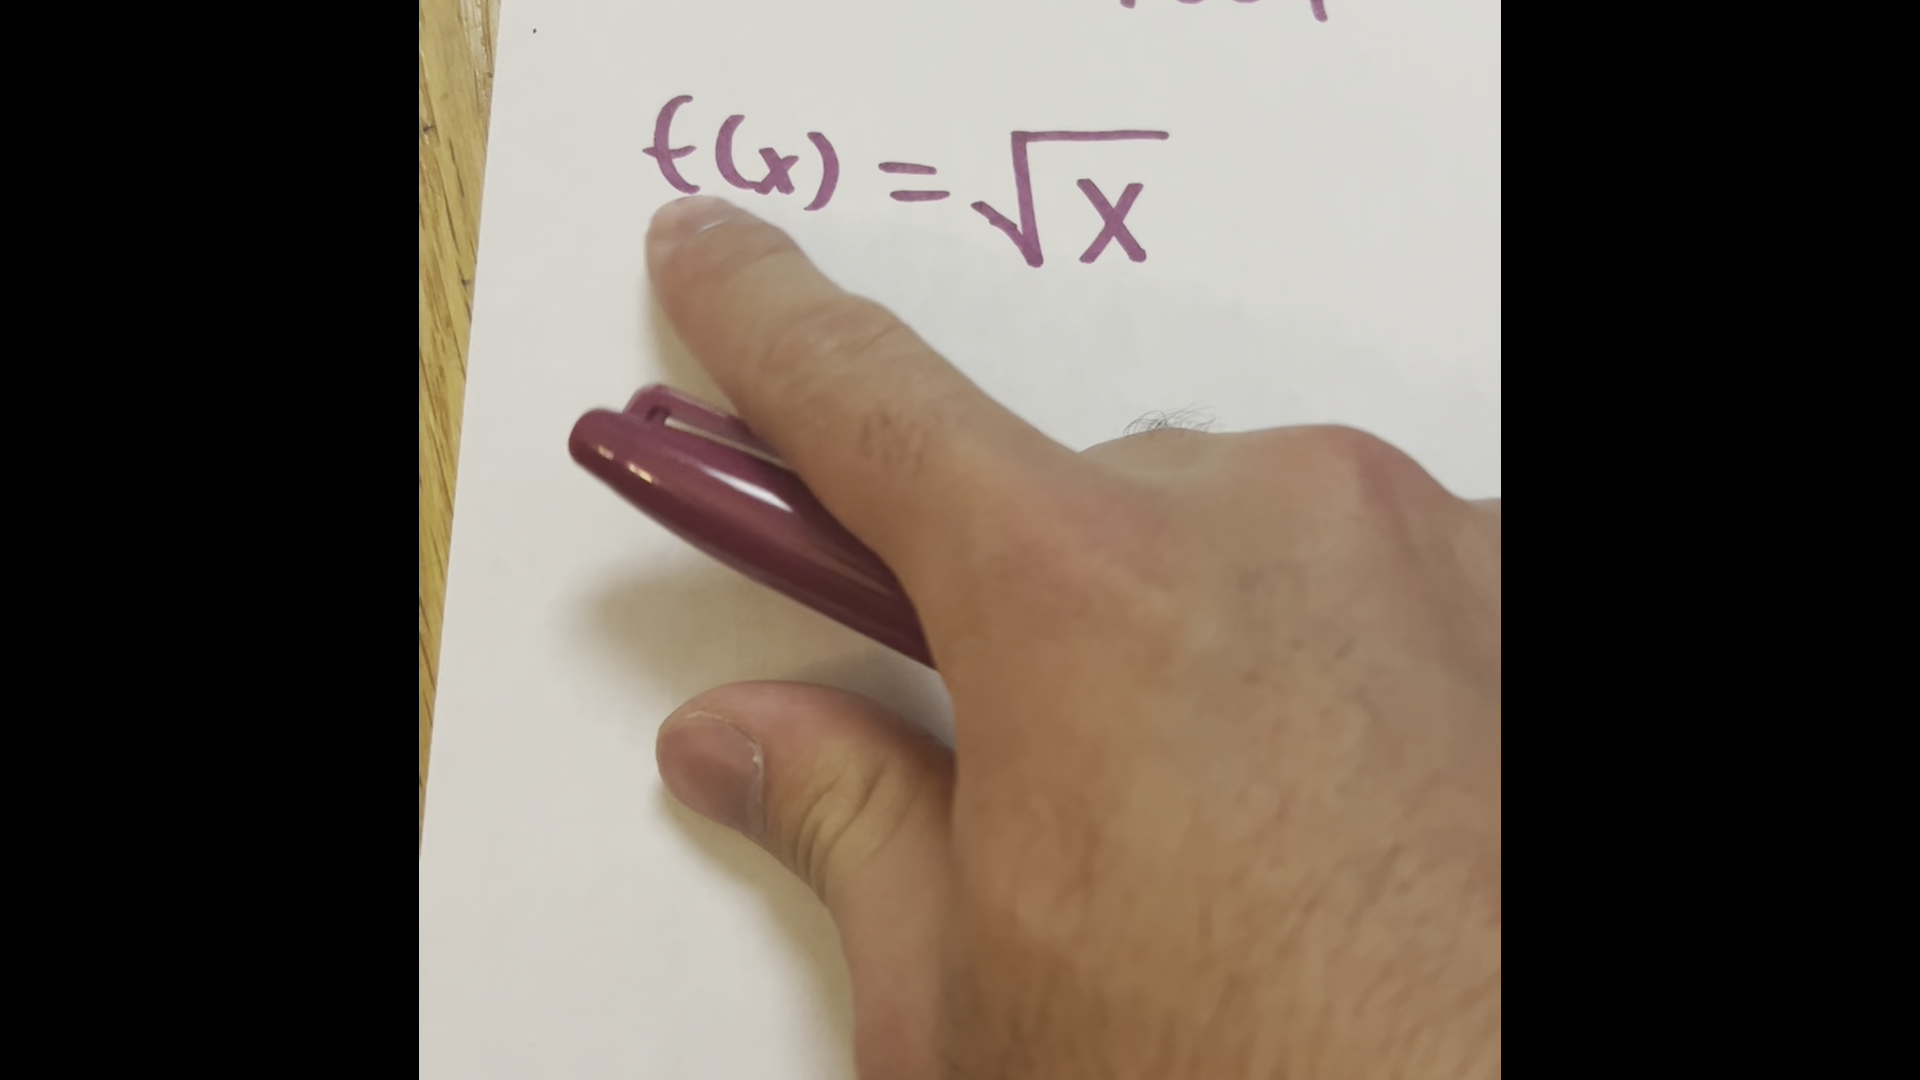 f(x) = √x